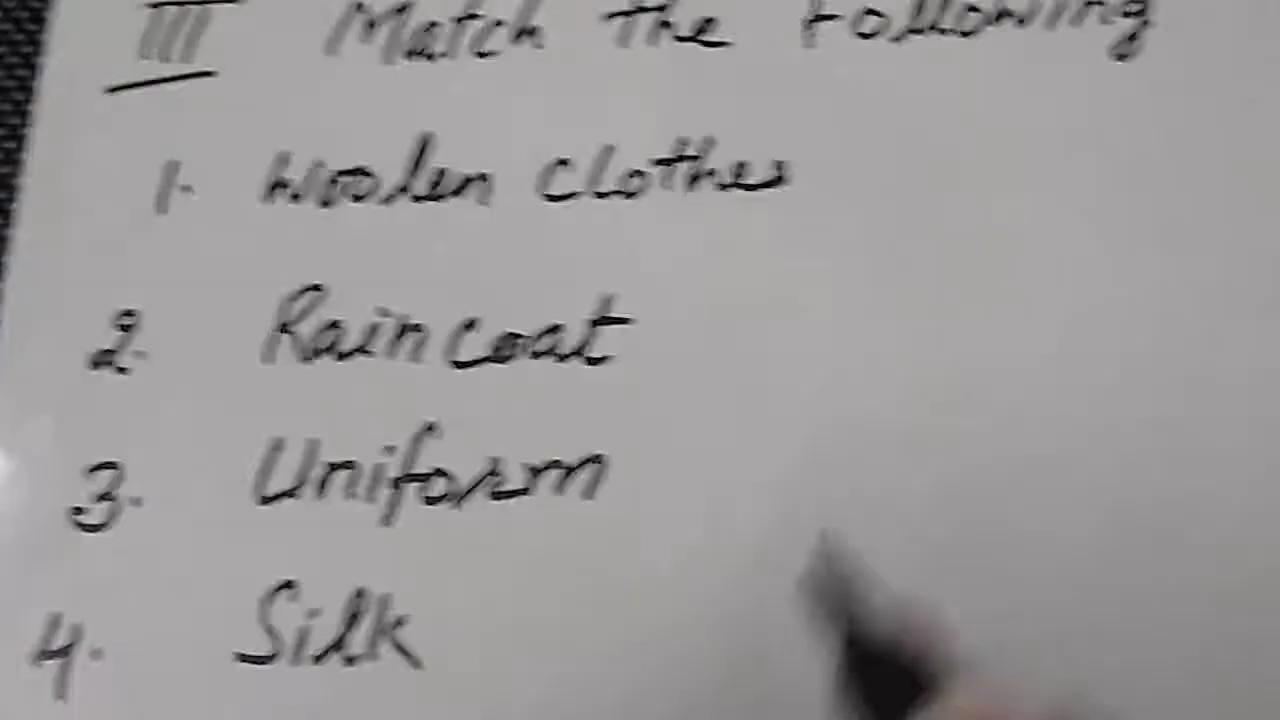 III Match the Following
1. Woolen Clothes
2. Raincoat
3. Uniform
4. Silk